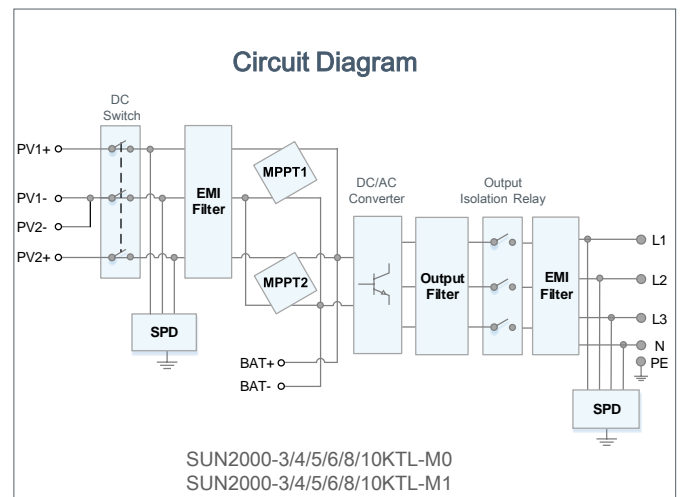 Circuit Diagram
DC
Switch
PV1+
PV1-
PV2-
PV2+
EMI
Filter
SPD
MPPT1
MPPT2
BAT+
BAT-
DC/AC
Converter
Output
Filter
Output
Isolation Relay
EMI
Filter
L1
L2
L3
N
PE
SPD
SUN2000-3/4/5/6/8/10KTL-M0
SUN2000-3/4/5/6/8/10KTL-M1